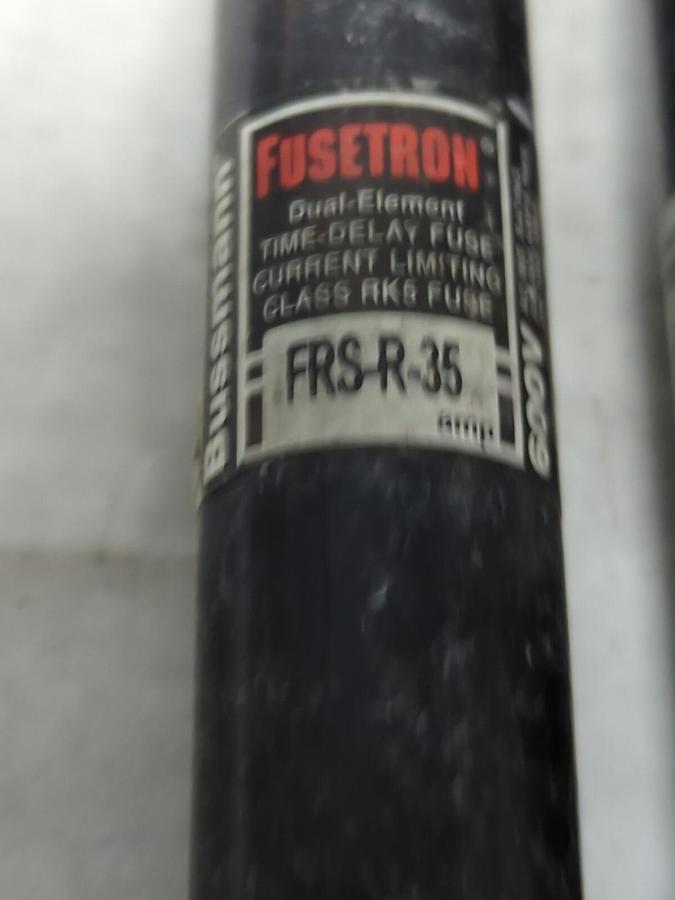 FUSETRON®
Dual-Element
TIME-DELAY FUSE
CURRENT LIMITING
CLASS RK5 FUSE
FRS-R-35
amp
Bussmann
600V